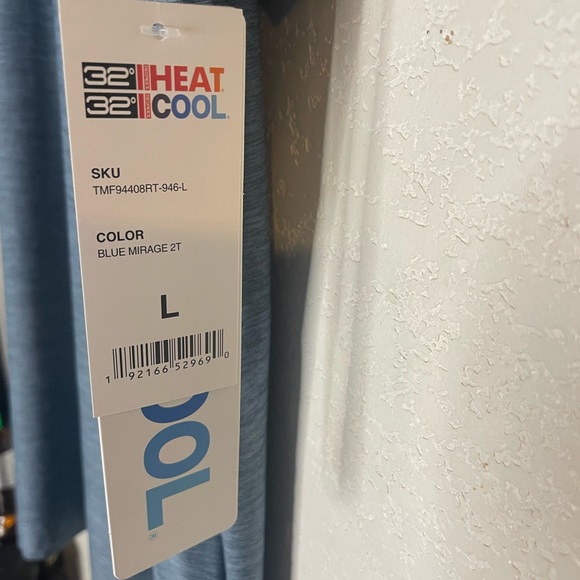 32° HEAT
32° COOL
SKU
TMF94408RT-946-L
COLOR
BLUE MIRAGE 2T
L
1 92166 52969 0
OOL